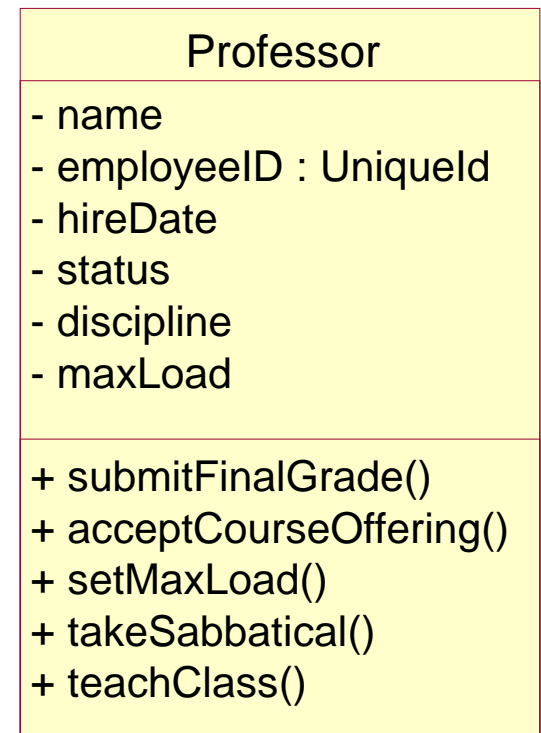 Professor
- name
- employeeID : UniqueId
- hireDate
- status
- discipline
- maxLoad
+ submitFinalGrade()
+ acceptCourseOffering()
+ setMaxLoad()
+ takeSabbatical()
+ teachClass()